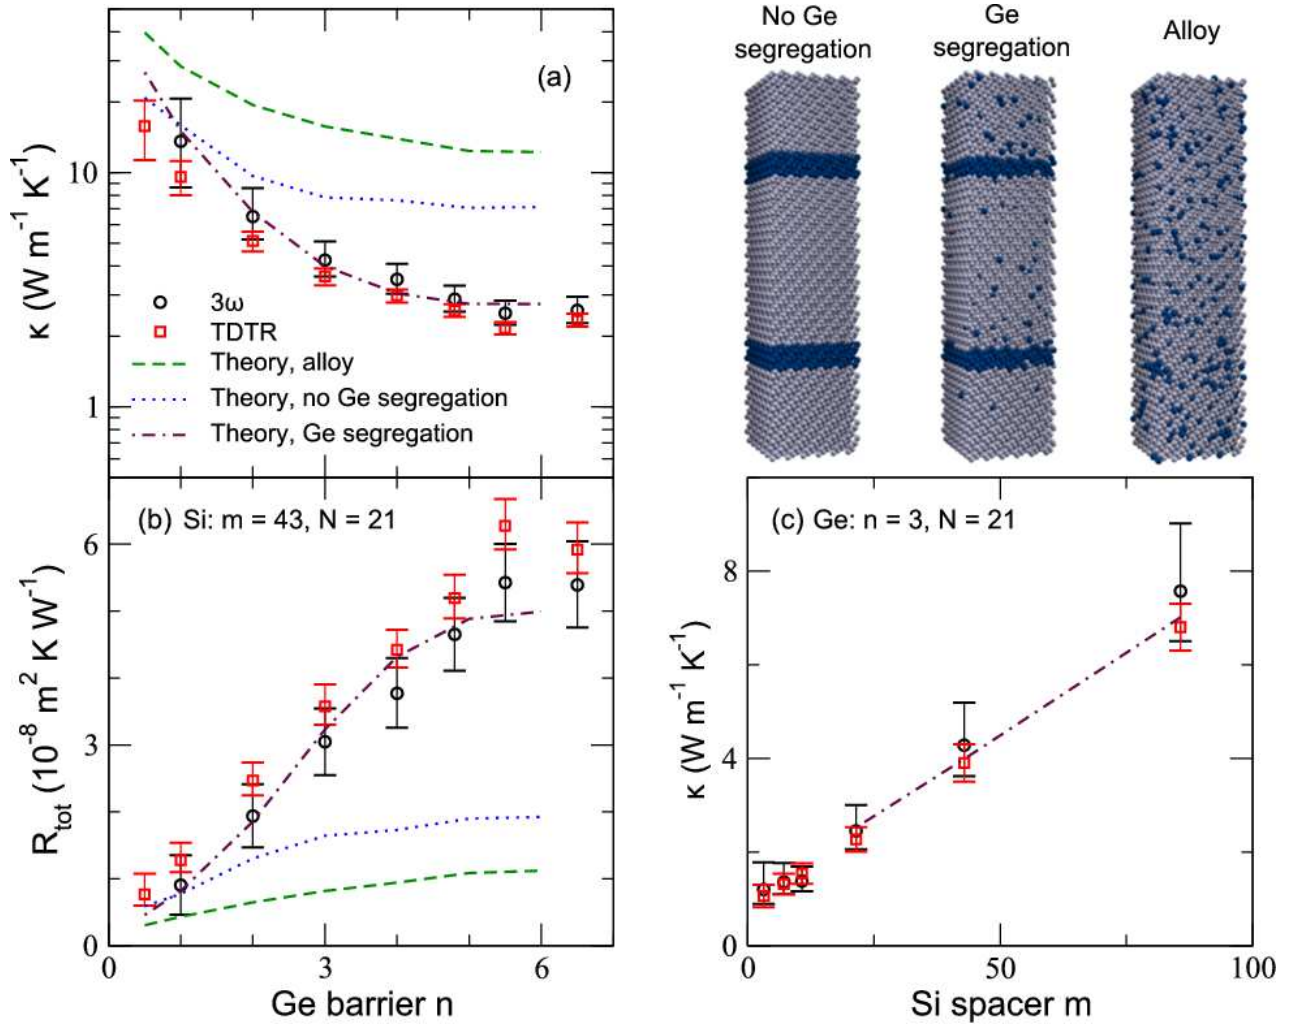 No Ge
segregation
Ge
segregation
Alloy
(a)
10
1
κ (W m⁻¹ K⁻¹)
3ω
TDTR
Theory, alloy
Theory, no Ge segregation
Theory, Ge segregation
(b) Si: m = 43, N = 21
6
3
0
R_tot (10⁻⁸ m² K W⁻¹)
0 3 6
Ge barrier n
(c) Ge: n = 3, N = 21
8
4
0
κ (W m⁻¹ K⁻¹)
0 50 100
Si spacer m